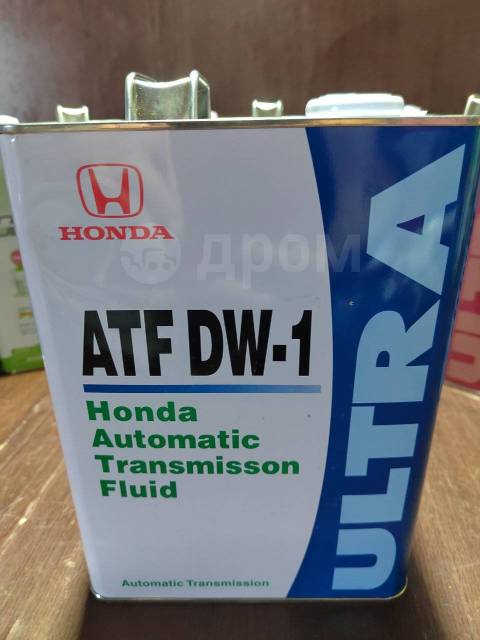 HONDA
дром
ATF DW-1
Honda
Automatic
Transmisson
Fluid
Automatic Transmission
ULTRA